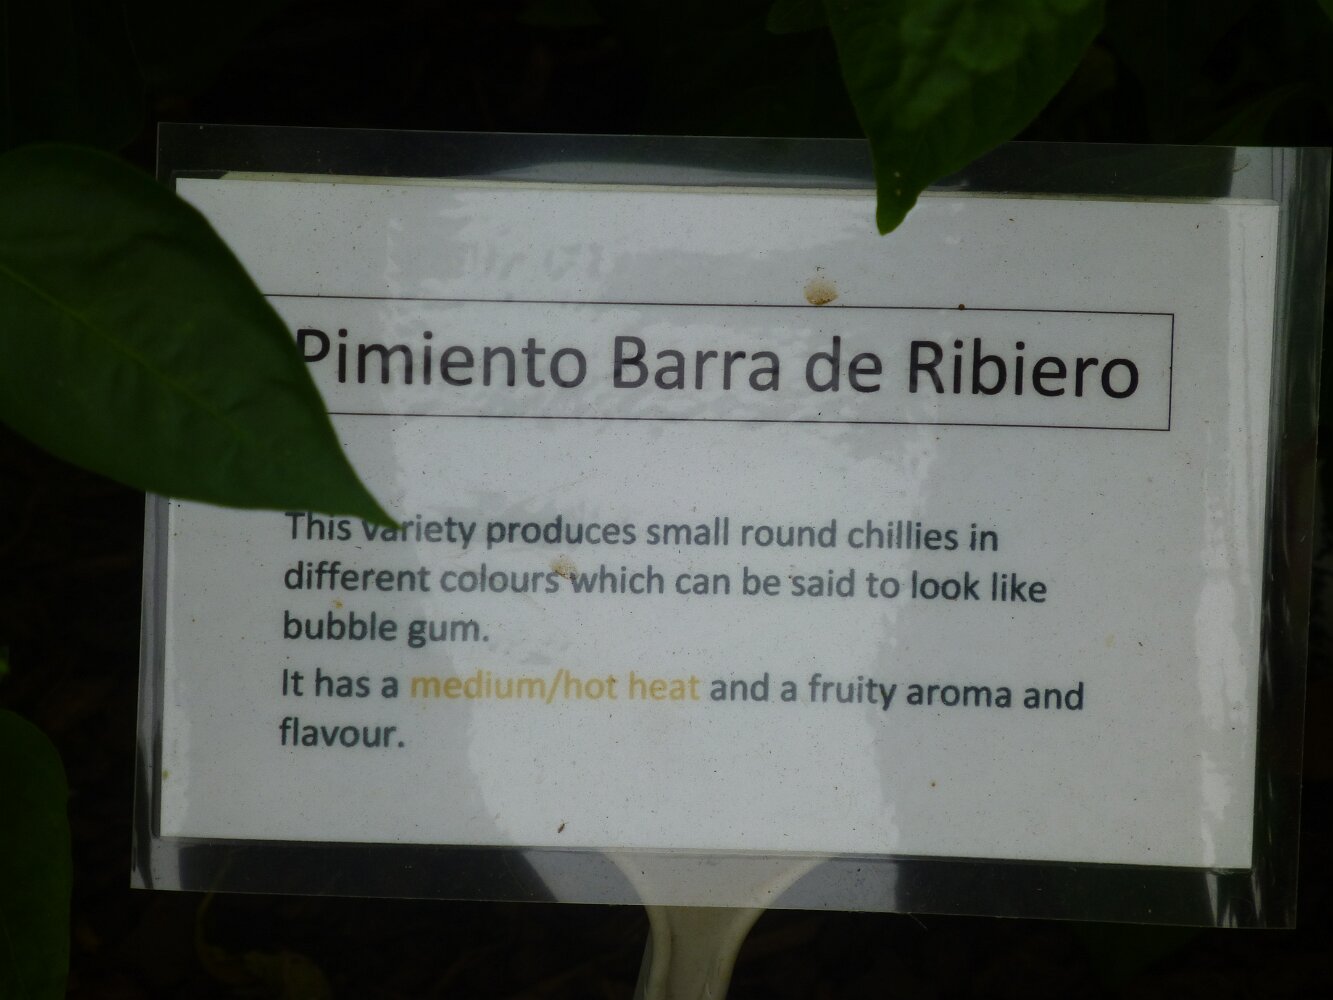 Pimiento Barra de Ribiero
This variety produces small round chillies in
different colours which can be said to look like
bubble gum.
It has a medium/hot heat and a fruity aroma and
flavour.